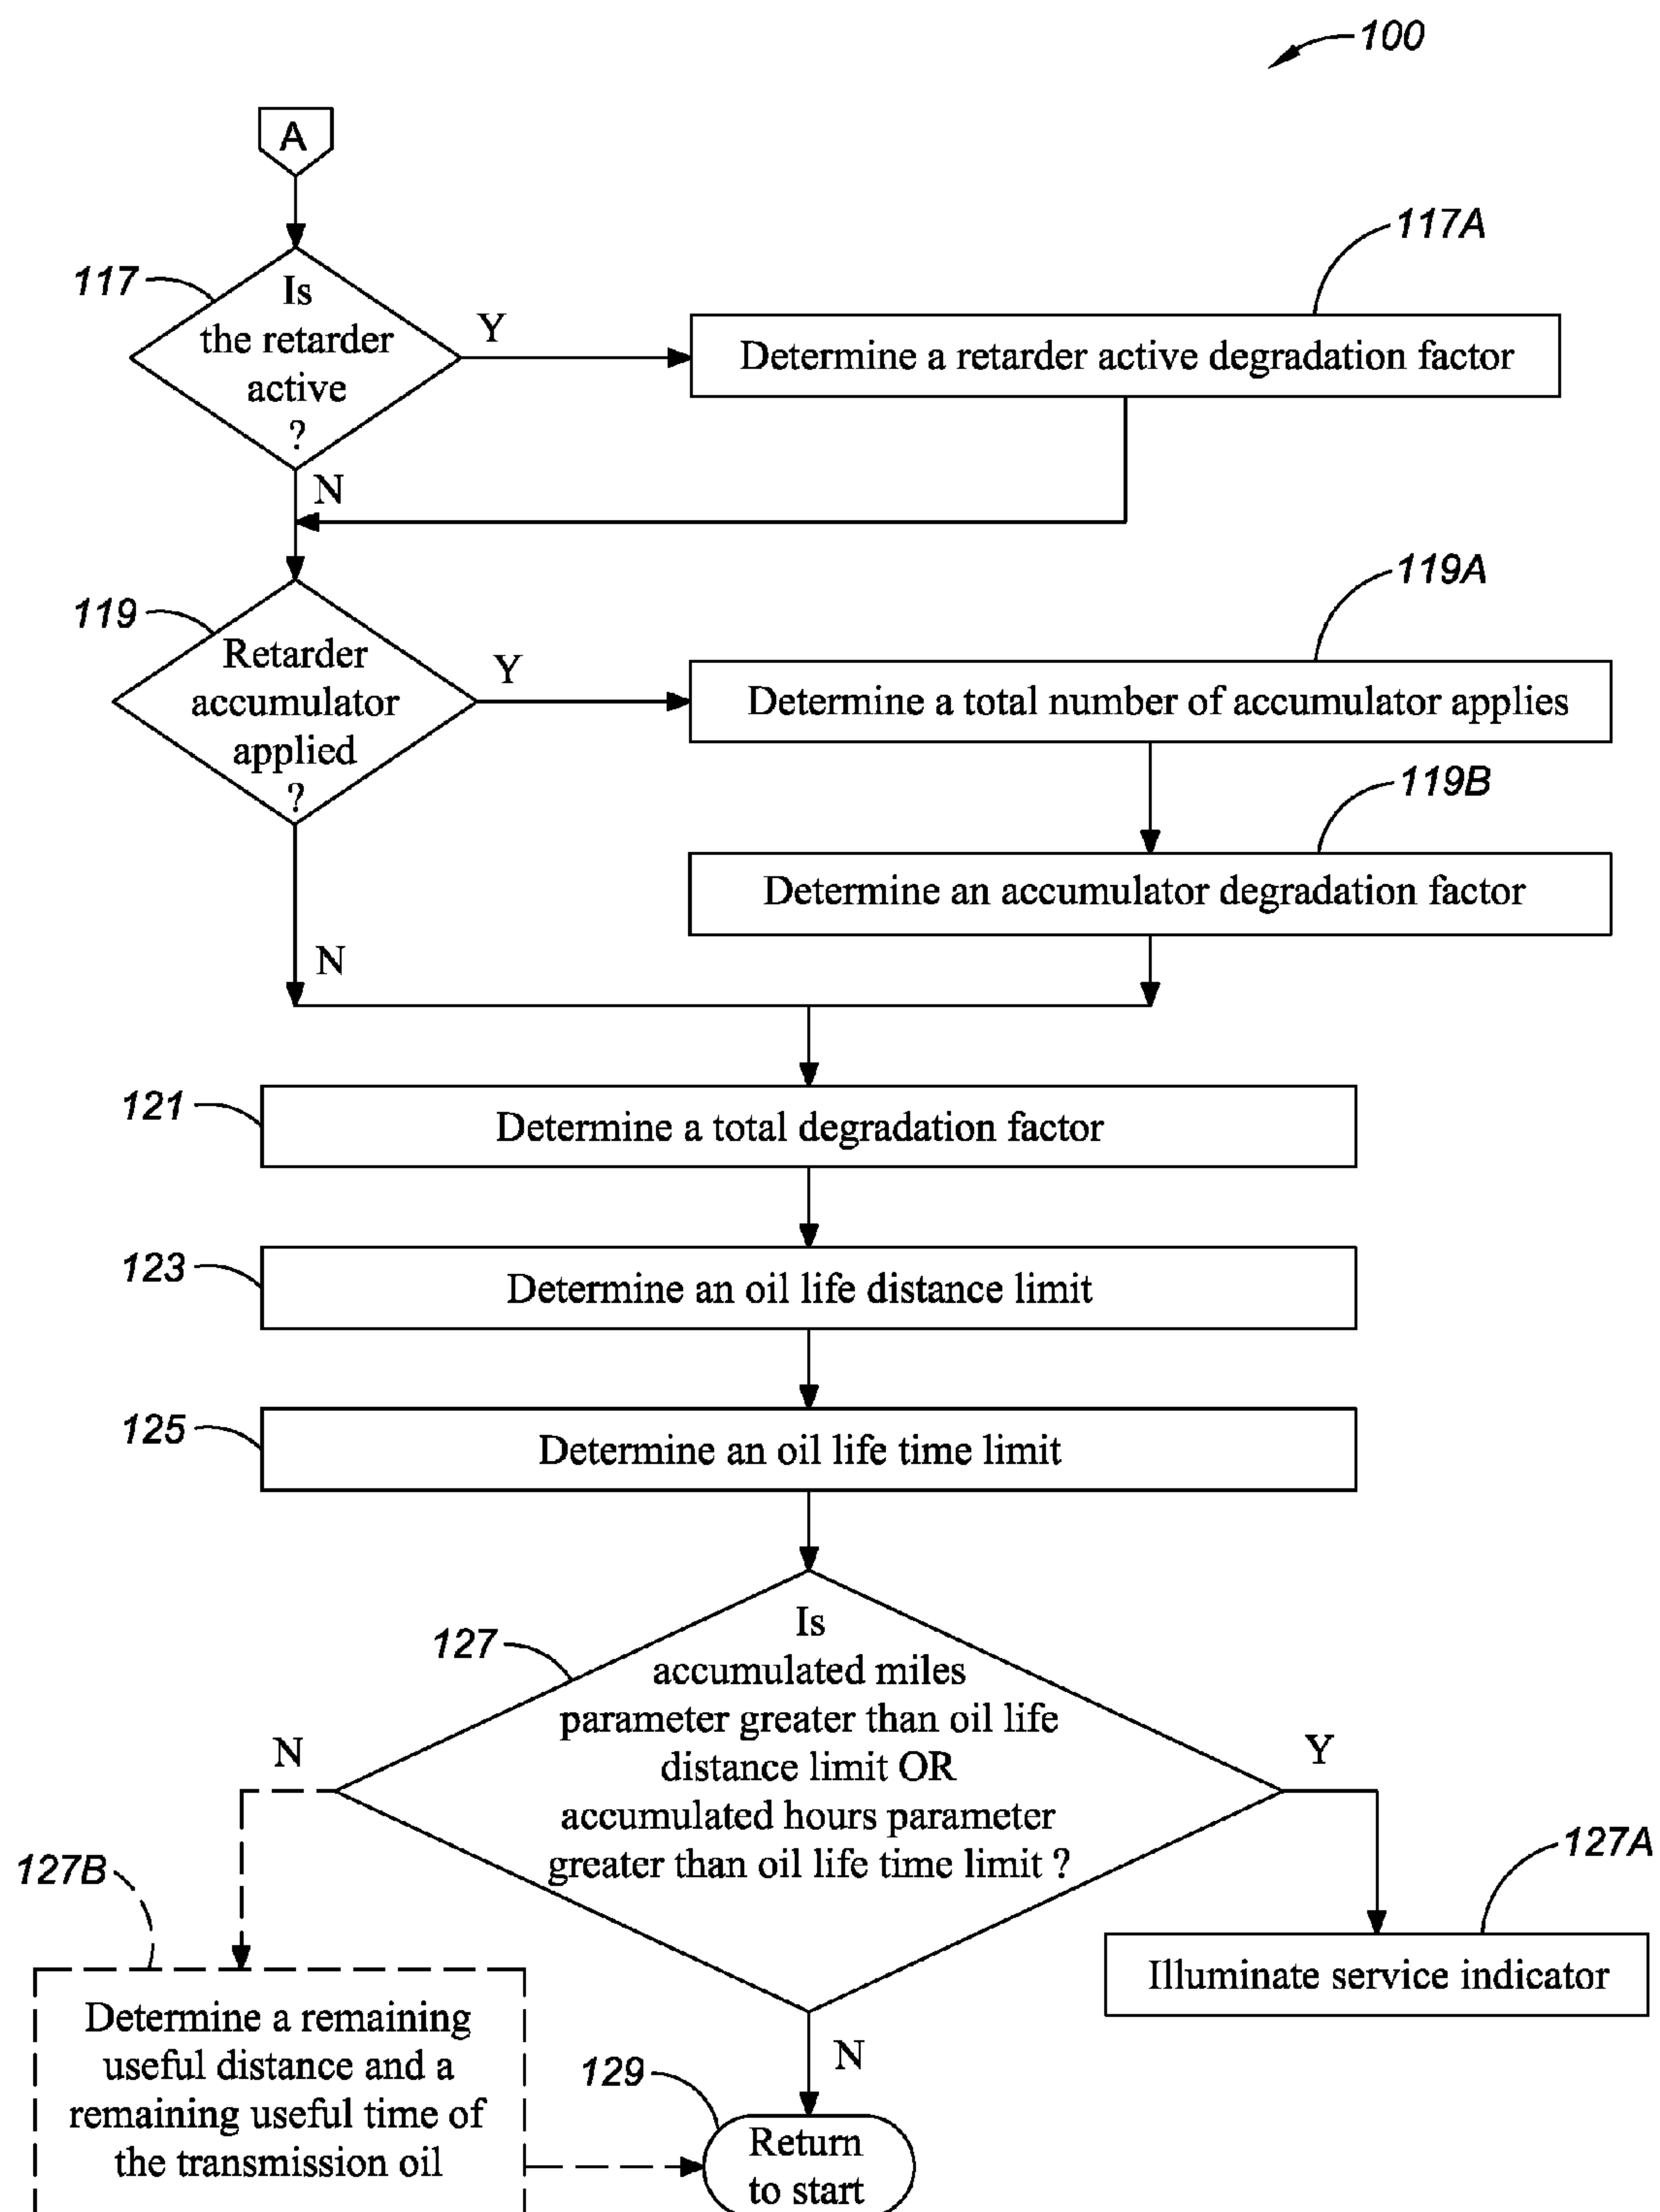 100
A
117
Is
the retarder
active
?
Y
117A
Determine a retarder active degradation factor
N
119
Retarder
accumulator
applied
?
Y
119A
Determine a total number of accumulator applies
119B
Determine an accumulator degradation factor
N
121
Determine a total degradation factor
123
Determine an oil life distance limit
125
Determine an oil life time limit
127
Is
accumulated miles
parameter greater than oil life
distance limit OR
accumulated hours parameter
greater than oil life time limit ?
N
Y
127B
127A
Illuminate service indicator
Determine a remaining
useful distance and a
remaining useful time of
the transmission oil
N
129
Return
to start